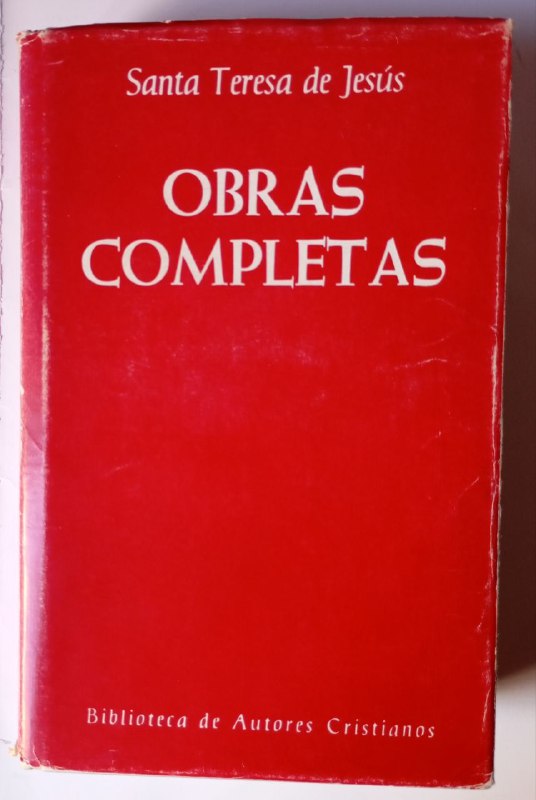 Santa Teresa de Jesús
OBRAS
COMPLETAS
Biblioteca de Autores Cristianos